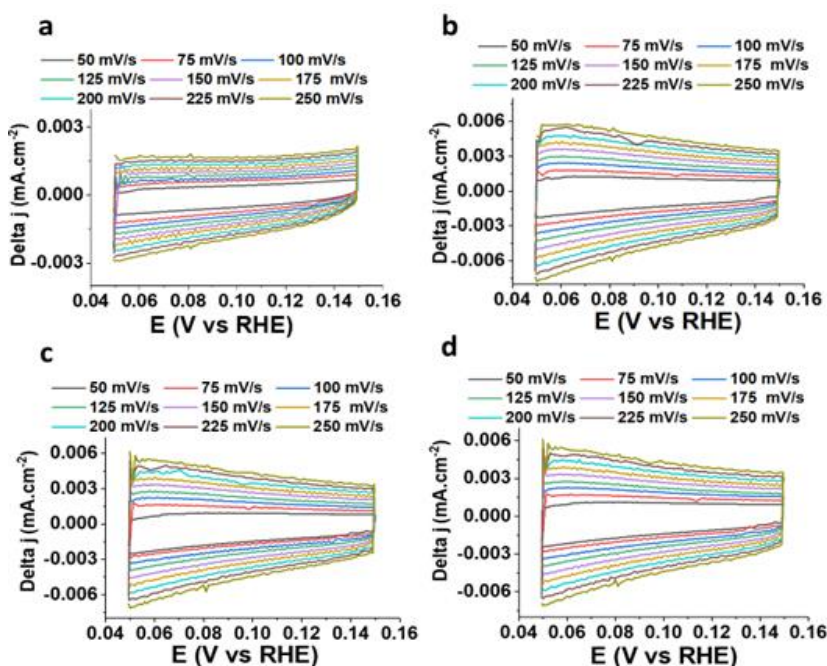 a
50 mV/s 75 mV/s 100 mV/s
125 mV/s 150 mV/s 175 mV/s
200 mV/s 225 mV/s 250 mV/s
0.003
0.000
-0.003
Delta j (mA.cm-2)
0.04 0.06 0.08 0.10 0.12 0.14 0.16
E (V vs RHE)
b
50 mV/s 75 mV/s 100 mV/s
125 mV/s 150 mV/s 175 mV/s
200 mV/s 225 mV/s 250 mV/s
0.006
0.003
0.000
-0.003
-0.006
Delta j (mA.cm-2)
0.04 0.06 0.08 0.10 0.12 0.14 0.16
E (V vs RHE)
c
50 mV/s 75 mV/s 100 mV/s
125 mV/s 150 mV/s 175 mV/s
200 mV/s 225 mV/s 250 mV/s
0.006
0.003
0.000
-0.003
-0.006
Delta j (mA.cm-2)
0.04 0.06 0.08 0.10 0.12 0.14 0.16
E (V vs RHE)
d
50 mV/s 75 mV/s 100 mV/s
125 mV/s 150 mV/s 175 mV/s
200 mV/s 225 mV/s 250 mV/s
0.006
0.003
0.000
-0.003
-0.006
Delta j (mA.cm-2)
0.04 0.06 0.08 0.10 0.12 0.14 0.16
E (V vs RHE)